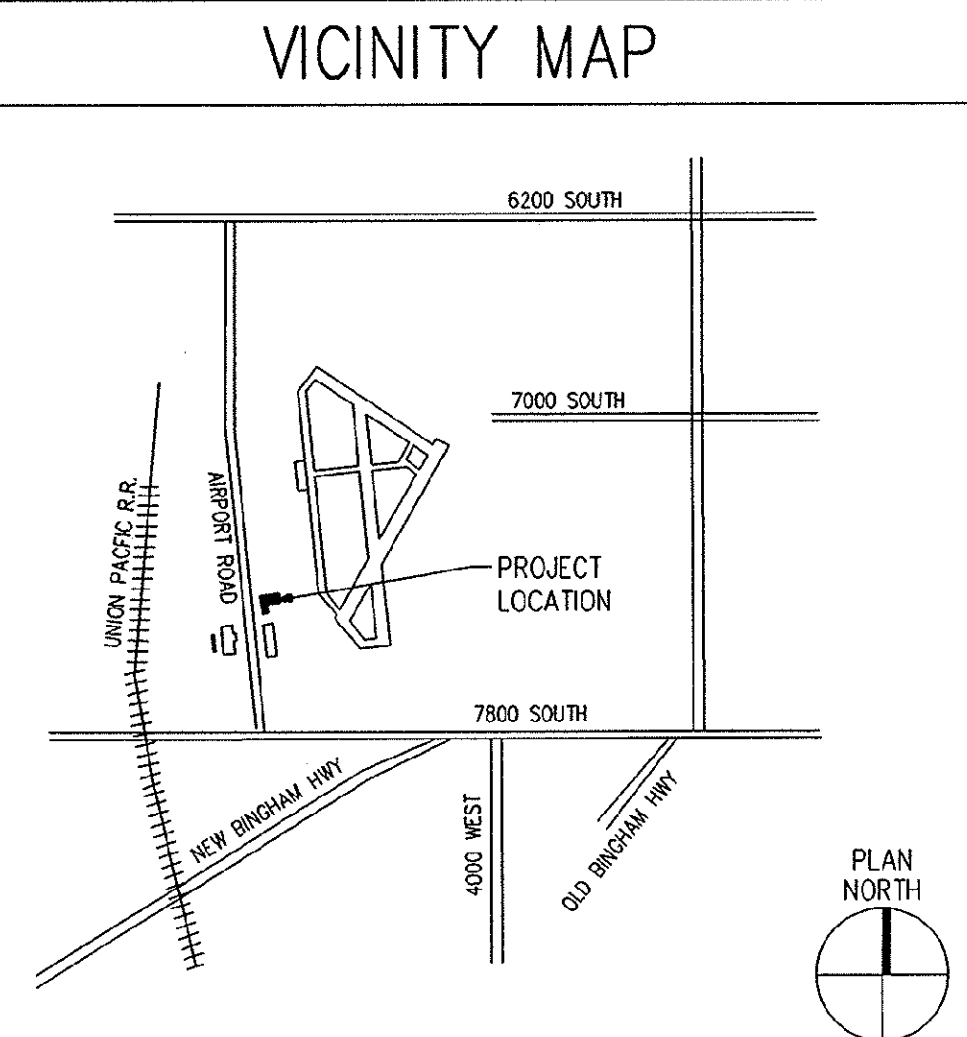 VICINITY MAP
6200 SOUTH
7000 SOUTH
UNION PACFIC R.R.
AIRPORT ROAD
PROJECT
LOCATION
7800 SOUTH
NEW BINGHAM HWY
4000 WEST
OLD BINGHAM HWY
PLAN
NORTH